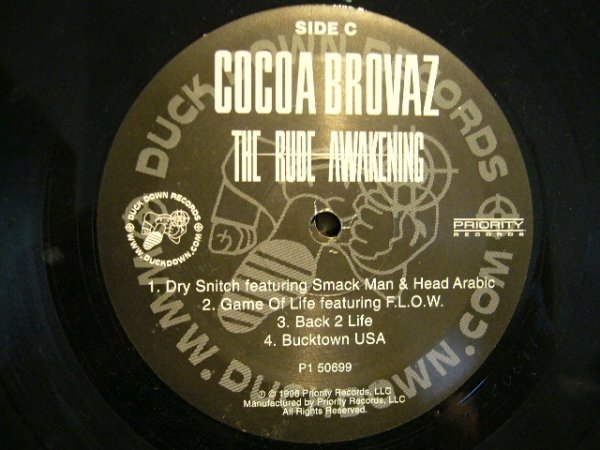 SIDE C
COCOA BROVAZ
THE RUDE AWAKENING
DUCK DOWN RECORDS
WWW.DUCKDOWN.COM
DUCK DOWN RECORDS
WWW.DUCKDOWN.COM
PRIORITY
RECORDS
1. Dry Snitch featuring Smack Man & Head Arabic
2. Game Of Life featuring F.L.O.W.
3. Back 2 Life
4. Bucktown USA
P1 50699
℗ © 1998 Priority Records, LLC
Manufactured by Priority Records, LLC
All Rights Reserved.